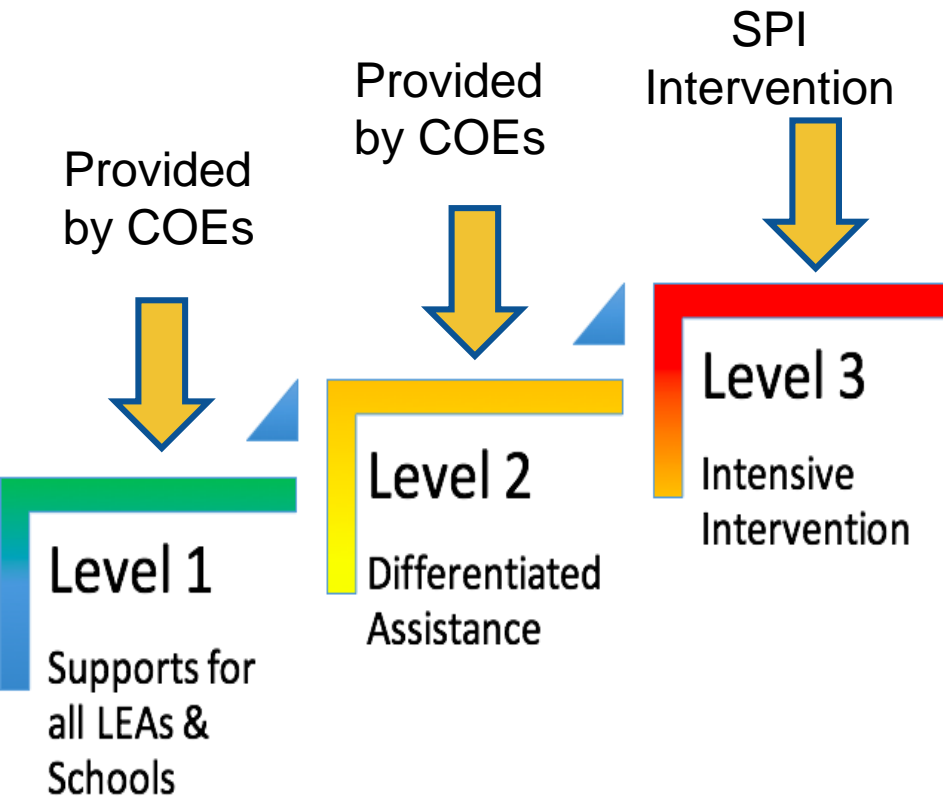 Provided
by COEs
Level 1
Supports for
all LEAs &
Schools
Provided
by COEs
Level 2
Differentiated
Assistance
SPI
Intervention
Level 3
Intensive
Intervention